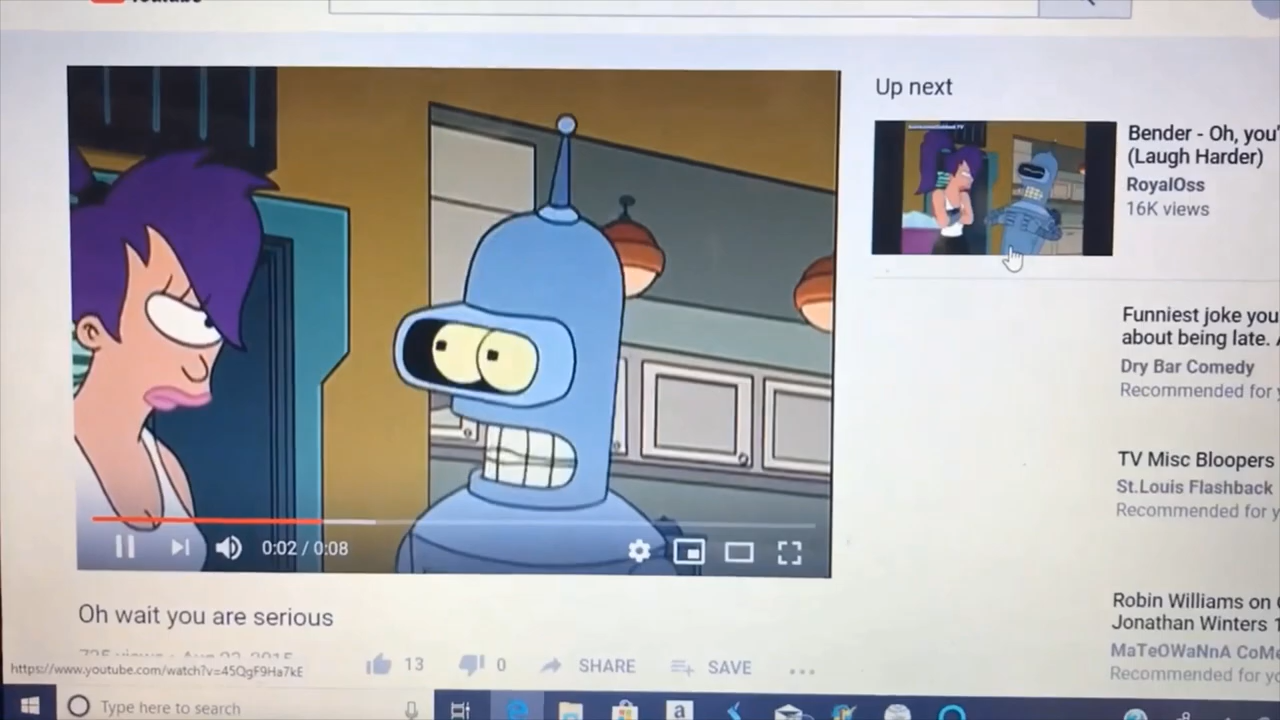 Up next
Bender - Oh, you'
(Laugh Harder)
RoyalOss
16K views
Funniest joke you
about being late.
Dry Bar Comedy
Recommended for y
TV Misc Bloopers
St.Louis Flashback
Recommended for y
Robin Williams on
Jonathan Winters 1
MaTeOWaNnA CoMe
Recommended for yo
0:02 / 0:08
Oh wait you are serious
13
0
SHARE
SAVE
https://www.youtube.com/watch?v=45QgF9Ha7kE
Type here to search